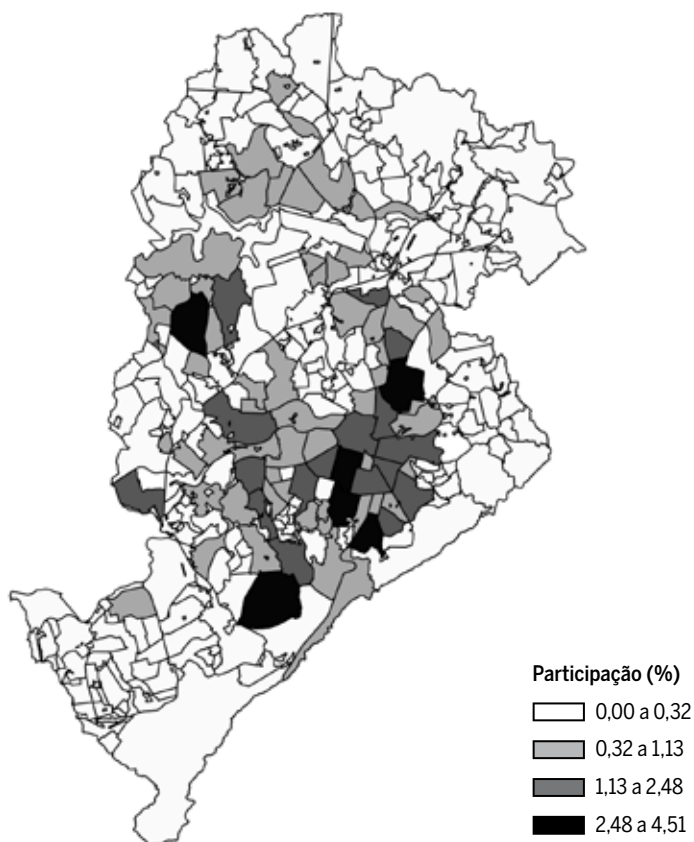 Participação (%)
0,00 a 0,32
0,32 a 1,13
1,13 a 2,48
2,48 a 4,51